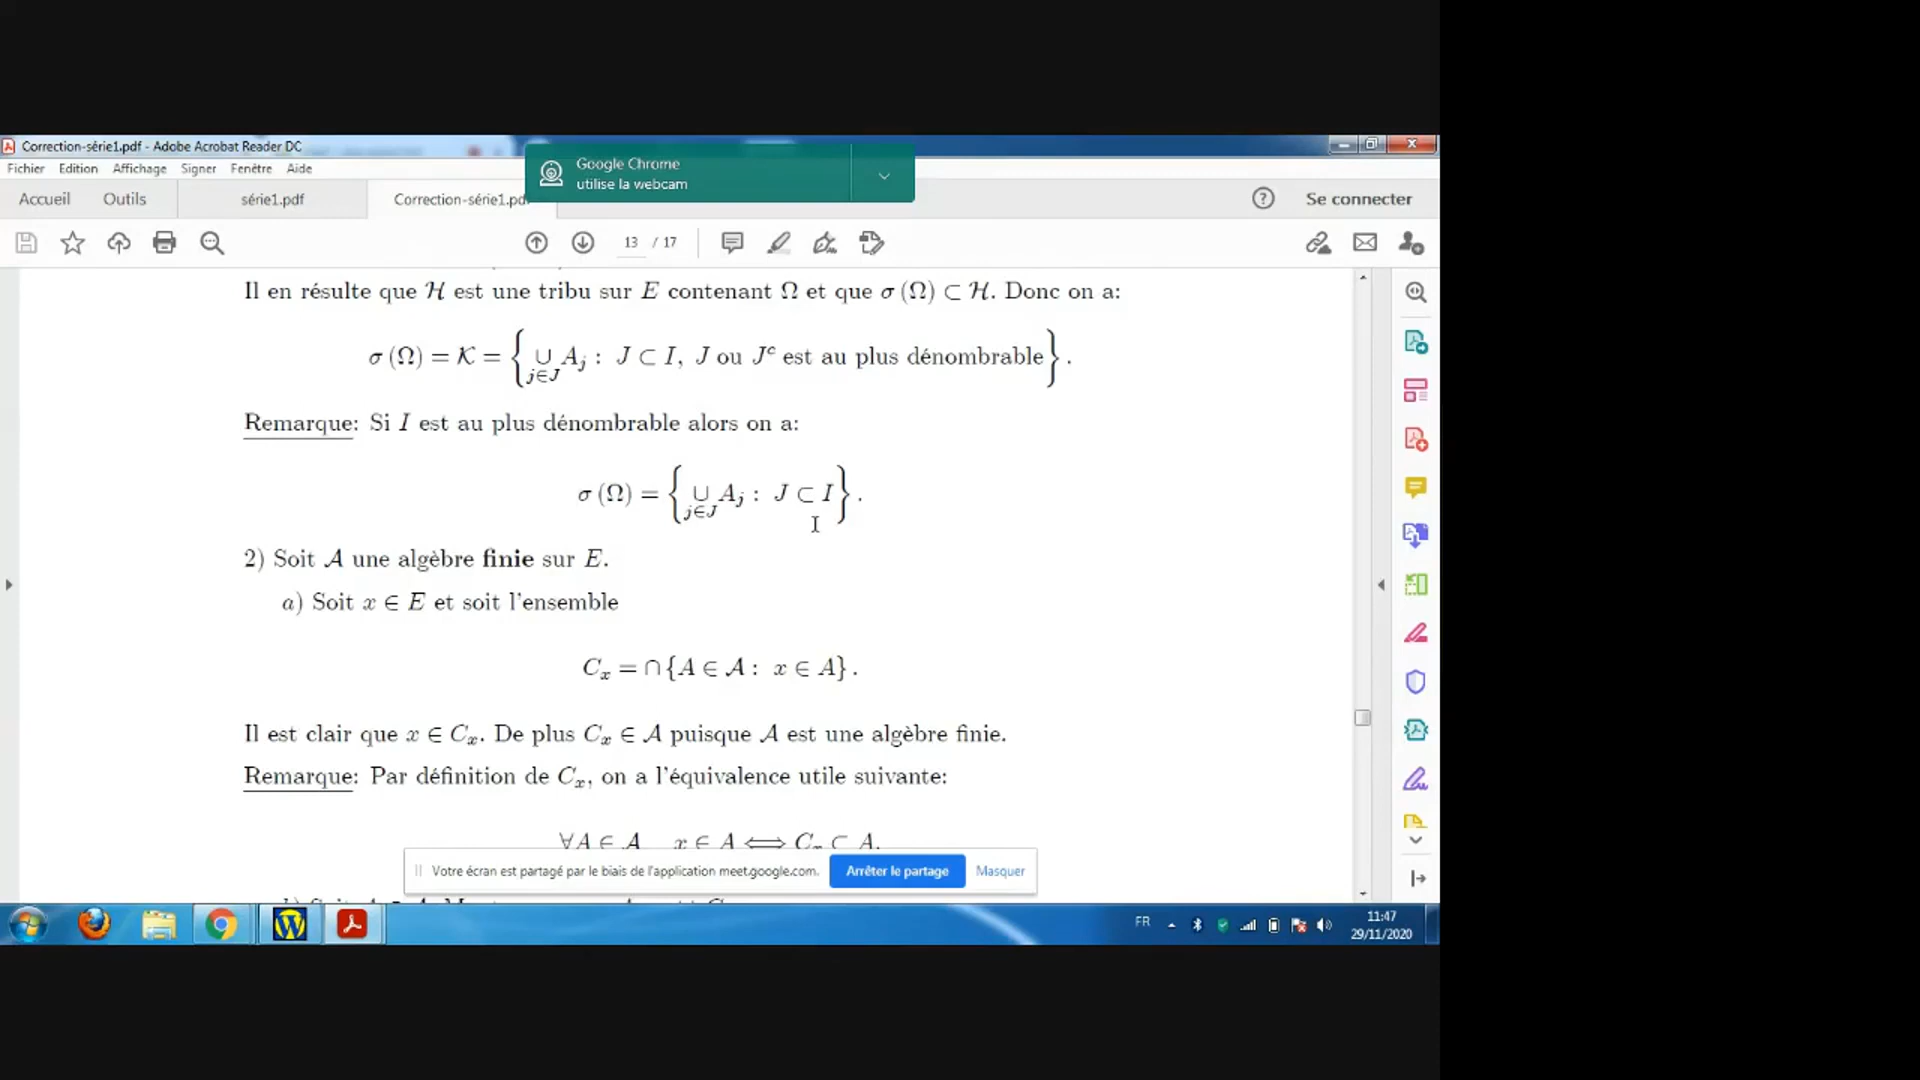 Correction-série1.pdf - Adobe Acrobat Reader DC
Fichier Edition Affichage Signer Fenêtre Aide
Google Chrome
utilise la webcam
Accueil Outils série1.pdf Correction-série1.pd Se connecter
13 / 17
Il en résulte que ℋ est une tribu sur E contenant Ω et que σ (Ω) ⊂ ℋ. Donc on a:
σ (Ω) = 𝒦 = { ∪ A_j : J ⊂ I, J ou J^c est au plus dénombrable } .
j∈J
Remarque: Si I est au plus dénombrable alors on a:
σ (Ω) = { ∪ A_j : J ⊂ I } .
j∈J
2) Soit 𝒜 une algèbre finie sur E.
a) Soit x ∈ E et soit l'ensemble
C_x = ∩ {A ∈ 𝒜 : x ∈ A} .
Il est clair que x ∈ C_x. De plus C_x ∈ 𝒜 puisque 𝒜 est une algèbre finie.
Remarque: Par définition de C_x, on a l'équivalence utile suivante:
∀A ∈ 𝒜 x ∈ A ⟺ C_x ⊂ A.
Votre écran est partagé par le biais de l'application meet.google.com. Arrêter le partage Masquer
FR 11:47
29/11/2020